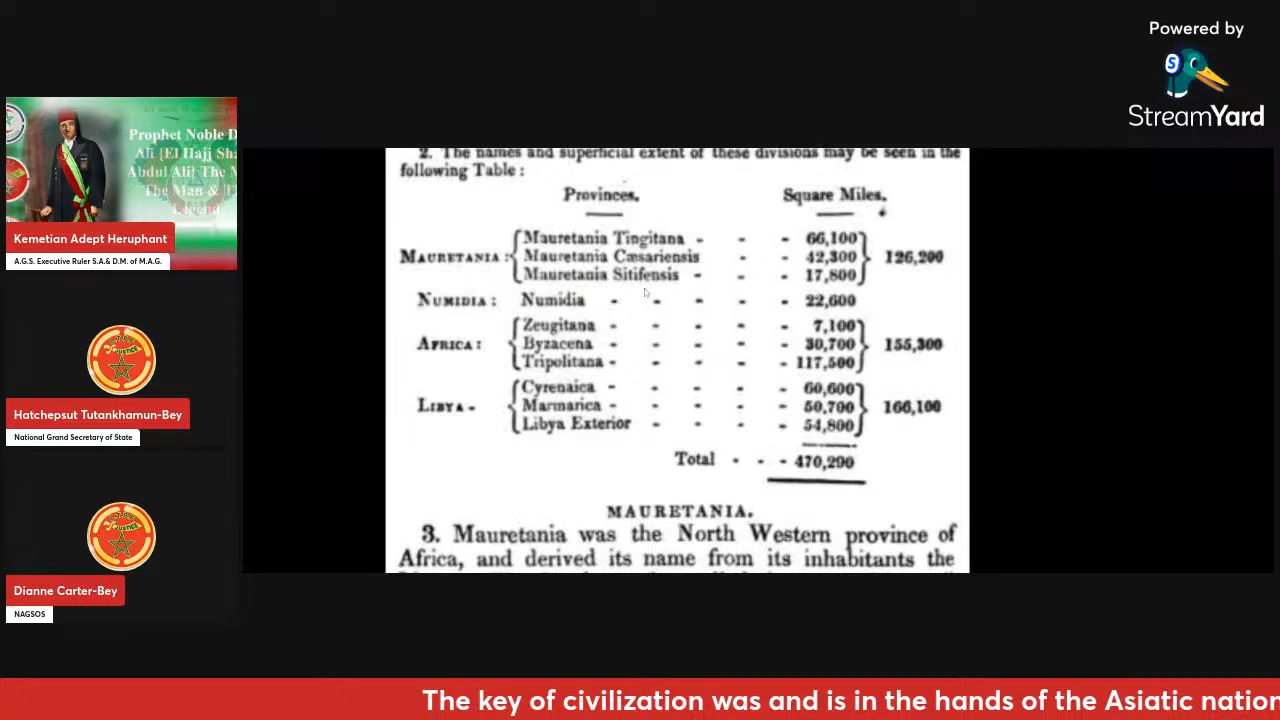 Powered by
StreamYard
Prophet Noble D
Ali {El Hajj Sh
Abdul Ali} The M
The Man &
Legend
Kemetian Adept Heruphant
A.G.S. Executive Ruler S.A.& D.M. of M.A.G.
JUSTICE
Hatchepsut Tutankhamun-Bey
National Grand Secretary of State
JUSTICE
Dianne Carter-Bey
NAGSOS
2. The names and superficial extent of these divisions may be seen in the
following Table :
Provinces. Square Miles.
MAURETANIA : Mauretania Tingitana - - - 66,100
Mauretania Cæsariensis - - 42,300 126,200
Mauretania Sitifensis - - - 17,800
NUMIDIA : Numidia - - - - - 22,600
AFRICA : Zeugitana - - - - - 7,100
Byzacena - - - - - 30,700 155,300
Tripolitana - - - - - 117,500
LIBYA - Cyrenaica - - - - - 60,600
Marmarica - - - - - 50,700 166,100
Libya Exterior - - - - 54,800
Total - - - 470,200
MAURETANIA.
3. Mauretania was the North Western province of
Africa, and derived its name from its inhabitants the
The key of civilization was and is in the hands of the Asiatic nation